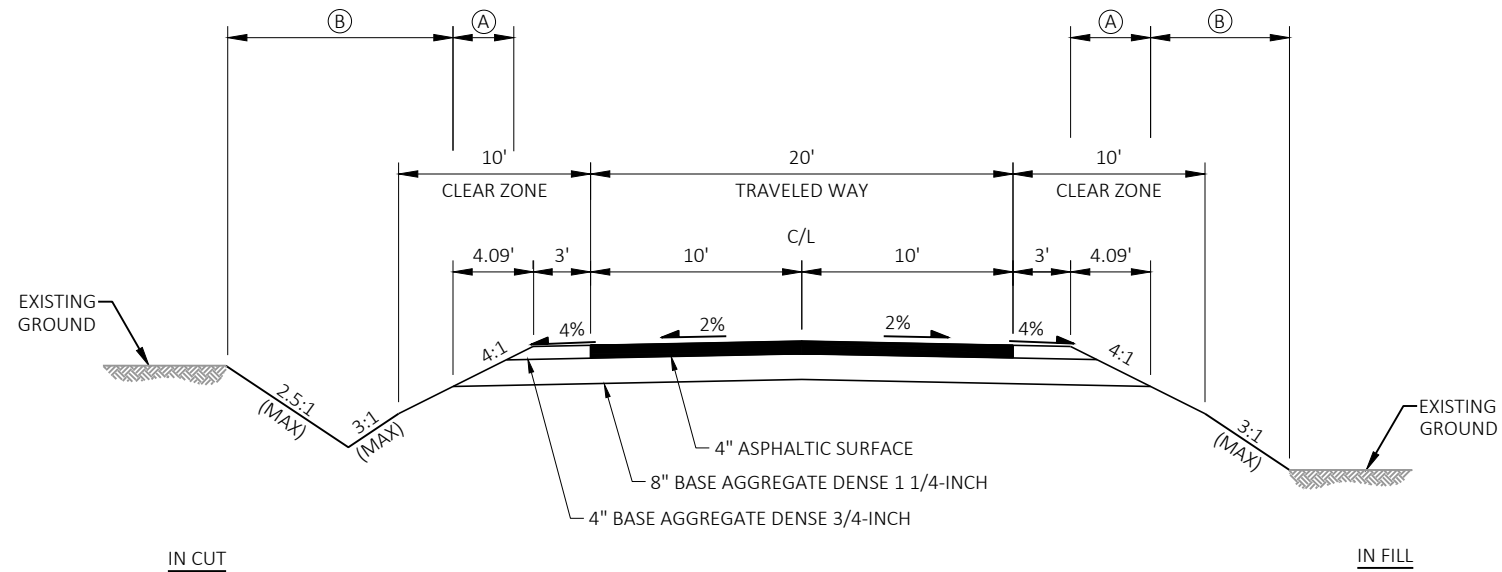 B
A
A
B
10'
20'
10'
CLEAR ZONE
TRAVELED WAY
CLEAR ZONE
C/L
4.09'
3'
10'
10'
3'
4.09'
EXISTING
GROUND
4%
2%
2%
4%
4:1
4:1
2.5:1
(MAX)
3:1
(MAX)
3:1
(MAX)
EXISTING
GROUND
4" ASPHALTIC SURFACE
8" BASE AGGREGATE DENSE 1 1/4-INCH
4" BASE AGGREGATE DENSE 3/4-INCH
IN CUT
IN FILL